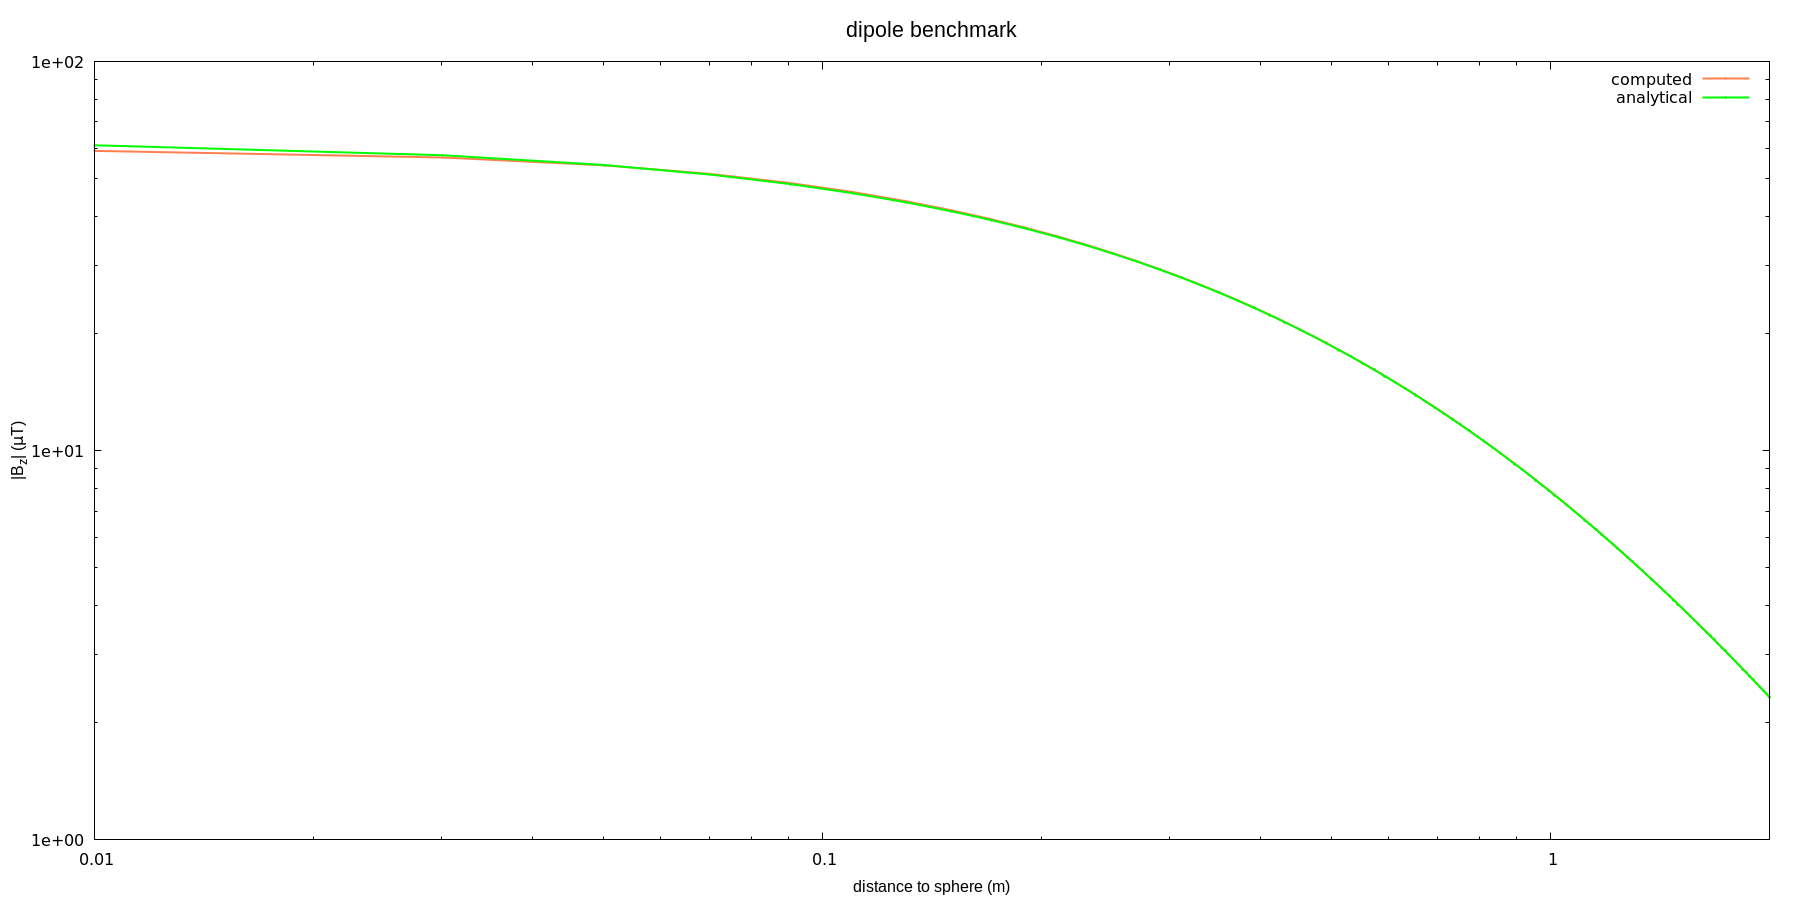 dipole benchmark
1e+02
computed
analytical
|Bz| (µT)
1e+01
1e+00
0.01
0.1
1
distance to sphere (m)